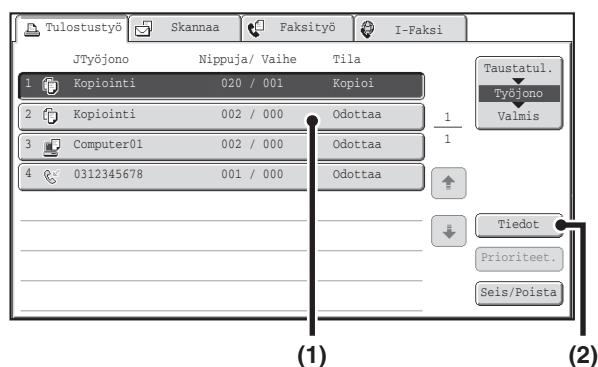 Tulostustyö Skannaa Faksityö I-Faksi
JTyöjono Nippuja/ Vaihe Tila
1 Kopiointi 020 / 001 Kopioi
2 Kopiointi 002 / 000 Odottaa
3 Computer01 002 / 000 Odottaa
4 0312345678 001 / 000 Odottaa
1
1
Taustatul.
Työjono
Valmis
Tiedot
Prioriteet.
Seis/Poista
(1) (2)